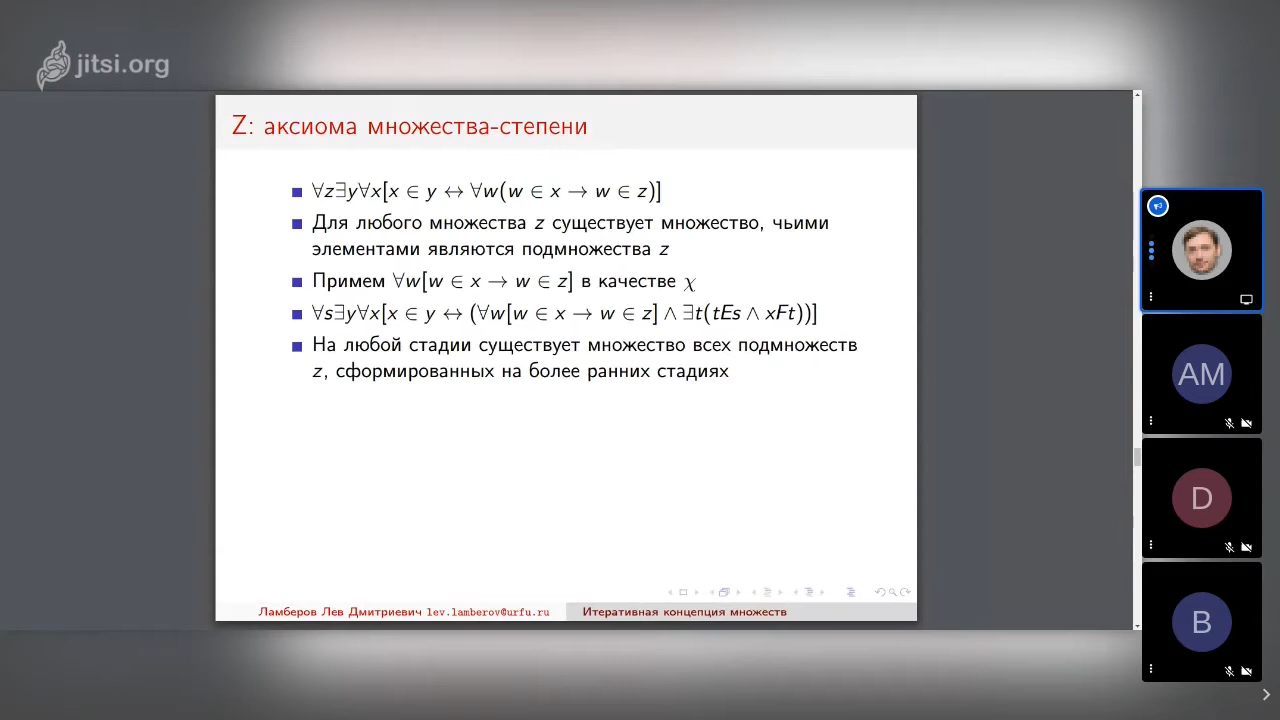 jitsi.org
Z: аксиома множества-степени
∀z∃y∀x[x ∈ y ↔ ∀w(w ∈ x → w ∈ z)]
Для любого множества z существует множество, чьими
элементами являются подмножества z
Примем ∀w[w ∈ x → w ∈ z] в качестве χ
∀s∃y∀x[x ∈ y ↔ (∀w[w ∈ x → w ∈ z] ∧ ∃t(tEs ∧ xFt))]
На любой стадии существует множество всех подмножеств
z, сформированных на более ранних стадиях
Ламберов Лев Дмитриевич lev.lamberov@urfu.ru
Итеративная концепция множеств
AM
D
B